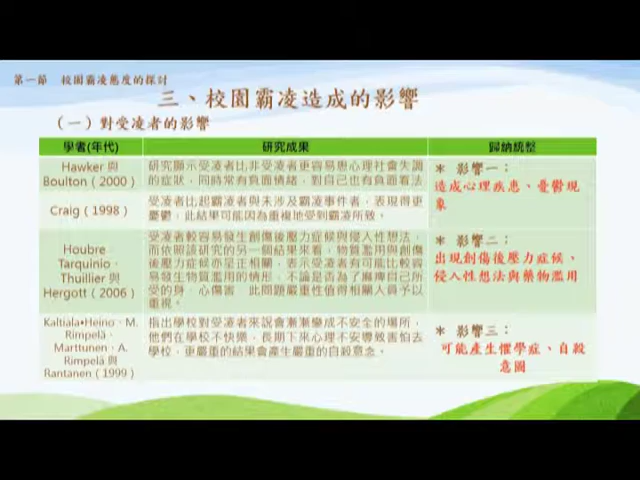 第一節 校園霸凌態度的探討
三、校園霸凌造成的影響
（一）對受凌者的影響
學者(年代)
研究成果
歸納統整
Hawker 與
Boulton（2000）
研究顯示受凌者比非受凌者更容易患心理社會失調
的症狀，同時常有負面情緒，對自己也有負面看法
＊ 影響一：
造成心理疾患、憂鬱現
象
Craig（1998）
受凌者比起霸凌者與未涉及霸凌事件者，表現得更
憂鬱，此結果可能因為重複地受到霸凌所致。
Houbre
Tarquinio、
Thuillier 與
Hergott（2006）
受凌者較容易發生創傷後壓力症候與侵入性想法，
而依照該研究的另一個結果來看，物質濫用與創傷
後壓力症候亦呈正相關，表示受凌者有可能比較容
易發生物質濫用的情形，不論是否為了麻痺自己所
受的身、心傷害 此問題嚴重性值得相關人員予以
重視。
＊ 影響二；
出現創傷後壓力症候、
侵入性想法與藥物濫用
Kaltiala•Heino、M.
Rimpelä、
Marttunen、A.
Rimpelä 與
Rantanen（1999）
指出學校對受凌者來說會漸漸變成不安全的場所，
他們在學校不快樂，長期下來心理不安導致害怕去
學校，更嚴重的結果會產生嚴重的自殺意念。
＊ 影響三：
可能產生懼學症、自殺
意圖